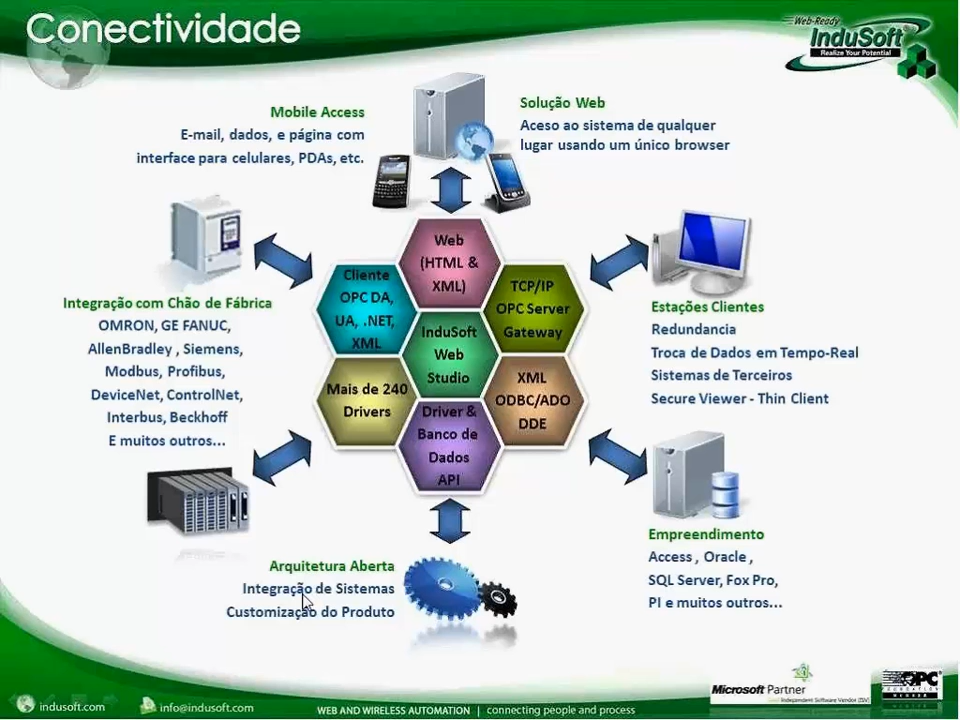 Conectividade
Web-Ready
InduSoft
Realize Your Potential
Mobile Access
E-mail, dados, e página com
interface para celulares, PDAs, etc.
Solução Web
Aceso ao sistema de qualquer
lugar usando um único browser
Integração com Chão de Fábrica
OMRON, GE FANUC,
AllenBradley , Siemens,
Modbus, Profibus,
DeviceNet, ControlNet,
Interbus, Beckhoff
E muitos outros...
Web
(HTML &
XML)
Cliente
OPC DA,
UA, .NET,
XML
TCP/IP
OPC Server
Gateway
InduSoft
Web
Studio
Mais de 240
Drivers
XML
ODBC/ADO
DDE
Driver &
Banco de
Dados
API
Estações Clientes
Redundancia
Troca de Dados em Tempo-Real
Sistemas de Terceiros
Secure Viewer - Thin Client
Empreendimento
Access , Oracle ,
SQL Server, Fox Pro,
PI e muitos outros...
Arquitetura Aberta
Integração de Sistemas
Customização do Produto
indusoft.com
info@indusoft.com
WEB AND WIRELESS AUTOMATION | connecting people and process
Microsoft Partner
Independent Software Vendor (ISV)
OPC
FOUNDATION
MEMBER